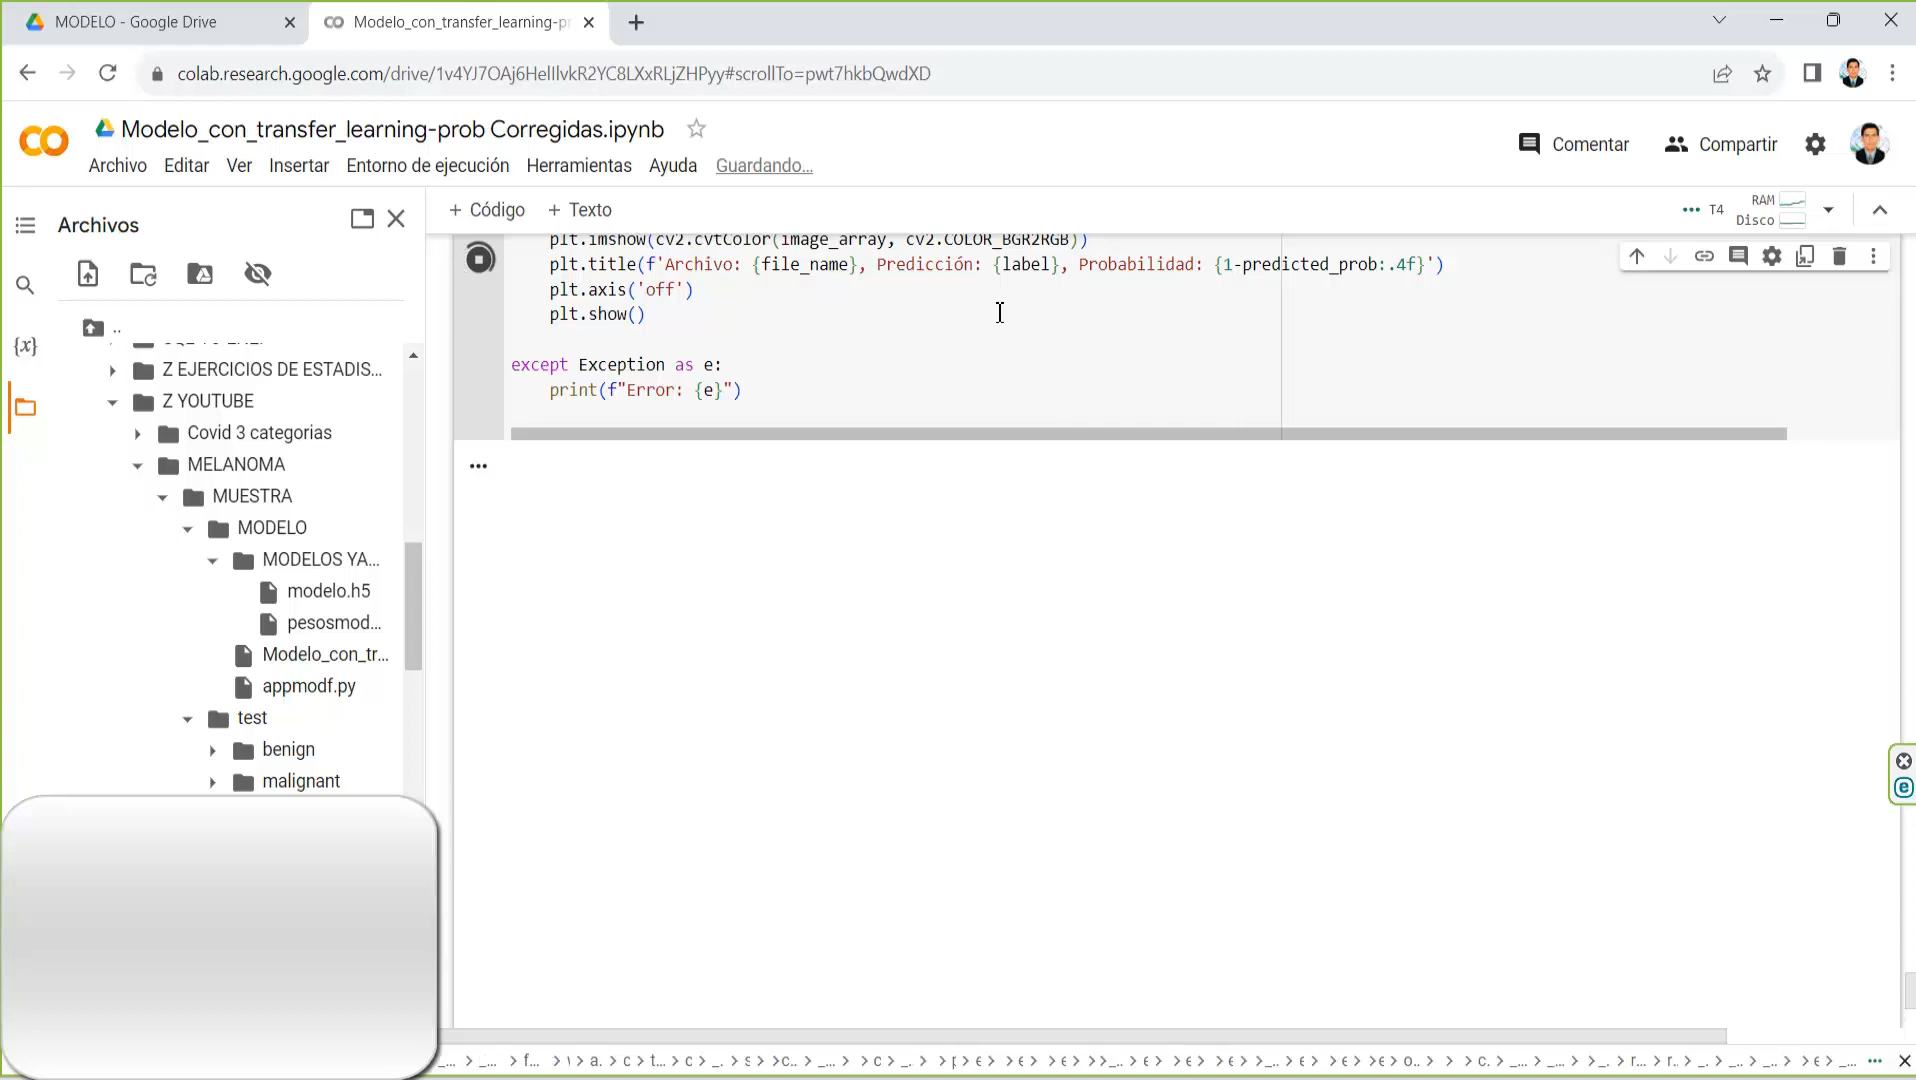 MODELO - Google Drive
Modelo_con_transfer_learning-pr
colab.research.google.com/drive/1v4YJ7OAj6HelIlvkR2YC8LXxRLjZHPyy#scrollTo=pwt7hkbQwdXD
Modelo_con_transfer_learning-prob Corregidas.ipynb
Comentar
Compartir
Archivo Editar Ver Insertar Entorno de ejecución Herramientas Ayuda Guardando...
Archivos
+ Código + Texto
T4
RAM
Disco
plt.imshow(cv2.cvtColor(image_array, cv2.COLOR_BGR2RGB))
plt.title(f'Archivo: {file_name}, Predicción: {label}, Probabilidad: {1-predicted_prob:.4f}')
plt.axis('off')
plt.show()
except Exception as e:
print(f"Error: {e}")
...
{x}
..
Z EJERCICIOS DE ESTADIS...
Z YOUTUBE
Covid 3 categorias
MELANOMA
MUESTRA
MODELO
MODELOS YA...
modelo.h5
pesosmod...
Modelo_con_tr...
appmodf.py
test
benign
malignant